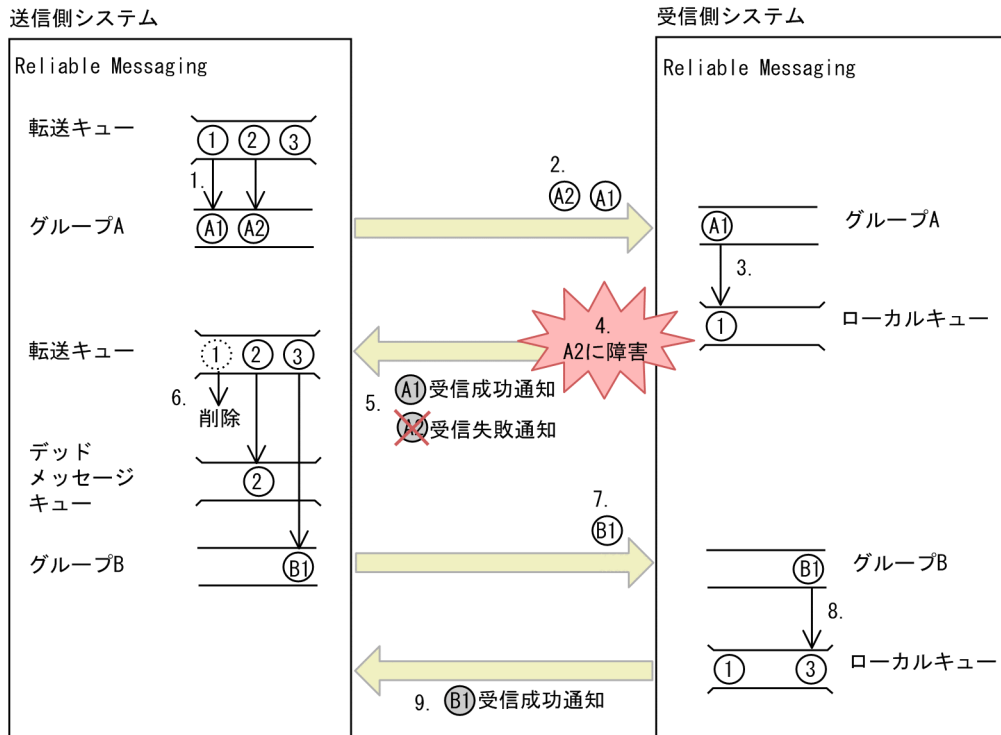 送信側システム
受信側システム
Reliable Messaging
Reliable Messaging
転送キュー
1 2 3
1.
2.
A2 A1
グループA
A1 A2
A1
グループA
3.
転送キュー
1 2 3
4.
A2に障害
1
ローカルキュー
6.
削除
5.
A1 受信成功通知
A2 受信失敗通知
デッド
メッセージ
キュー
2
7.
B1
グループB
B1
B1
グループB
8.
1 3
ローカルキュー
9. B1 受信成功通知